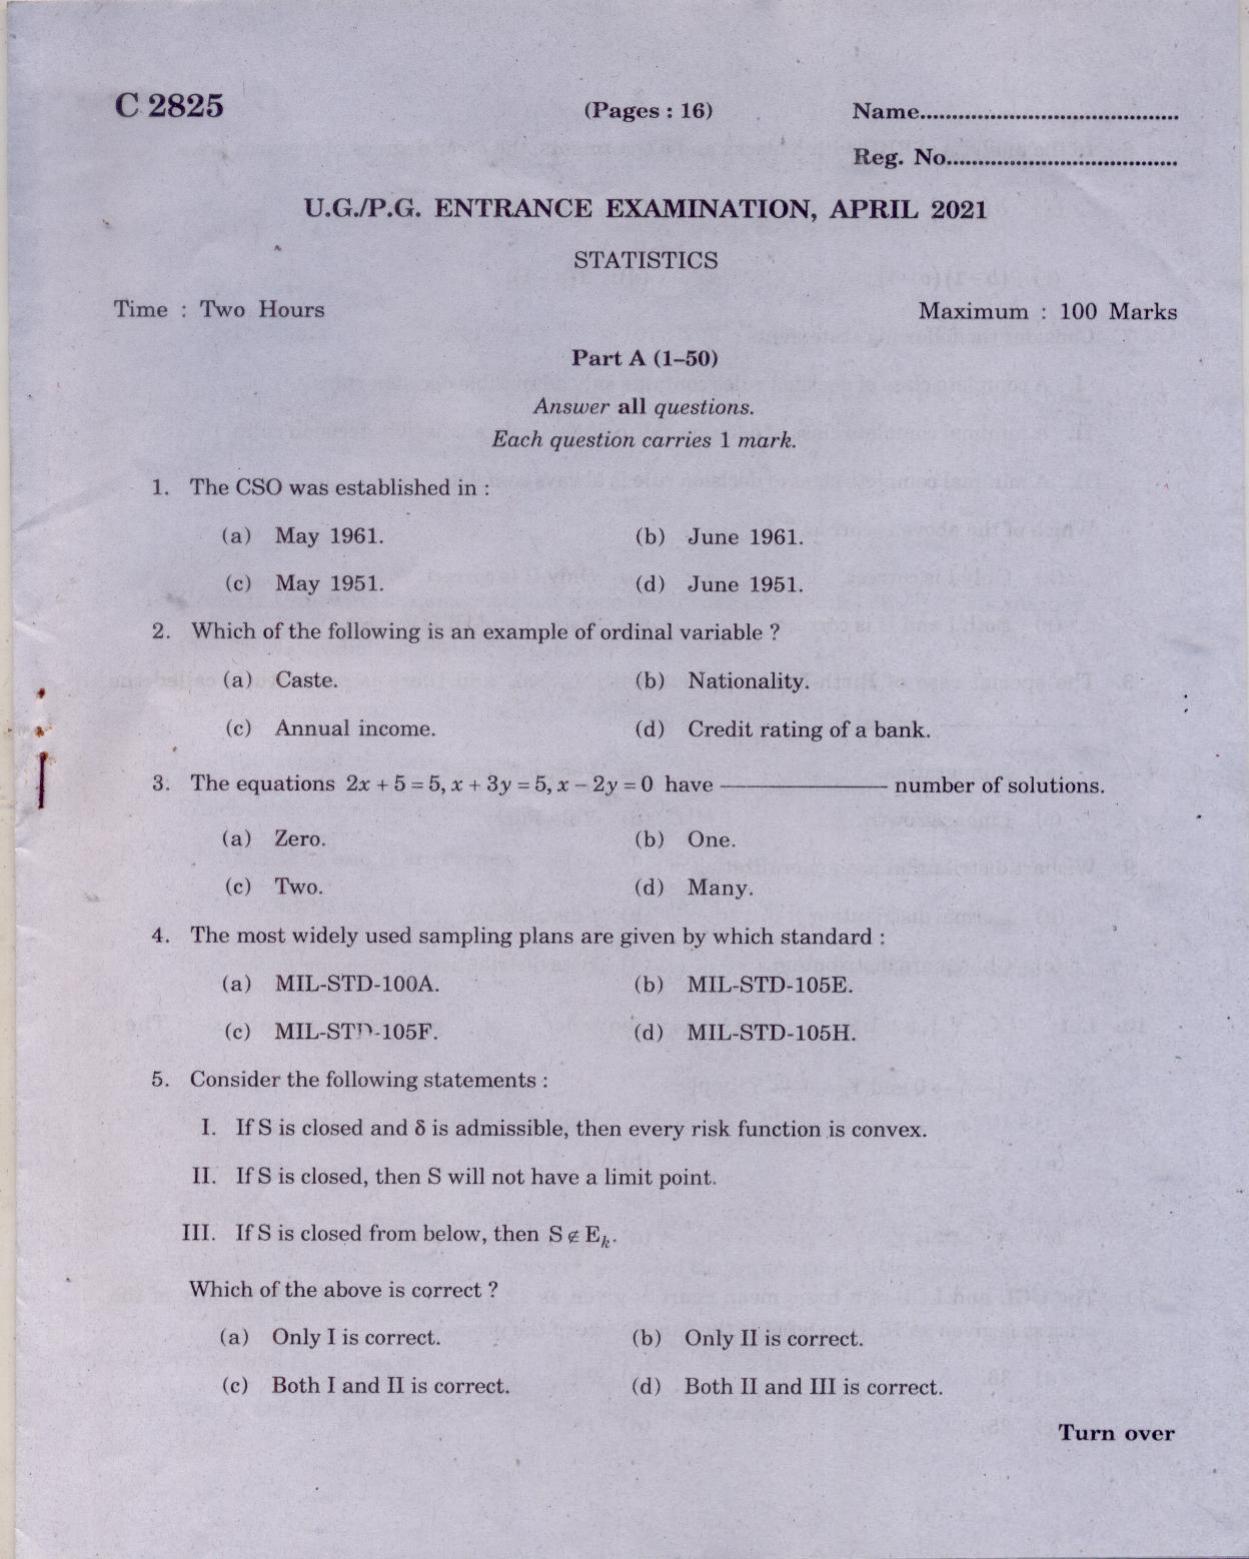 C 2825
(Pages : 16)
Name..........................................
Reg. No.....................................
U.G./P.G. ENTRANCE EXAMINATION, APRIL 2021
STATISTICS
Time : Two Hours
Maximum : 100 Marks
Part A (1–50)
Answer all questions.
Each question carries 1 mark.
1. The CSO was established in :
(a) May 1961. (b) June 1961.
(c) May 1951. (d) June 1951.
2. Which of the following is an example of ordinal variable ?
(a) Caste. (b) Nationality.
(c) Annual income. (d) Credit rating of a bank.
3. The equations 2x + 5 = 5, x + 3y = 5, x – 2y = 0 have ————— number of solutions.
(a) Zero. (b) One.
(c) Two. (d) Many.
4. The most widely used sampling plans are given by which standard :
(a) MIL-STD-100A. (b) MIL-STD-105E.
(c) MIL-STD-105F. (d) MIL-STD-105H.
5. Consider the following statements :
I. If S is closed and δ is admissible, then every risk function is convex.
II. If S is closed, then S will not have a limit point.
III. If S is closed from below, then S ∉ Eₖ.
Which of the above is correct ?
(a) Only I is correct. (b) Only II is correct.
(c) Both I and II is correct. (d) Both II and III is correct.
Turn over